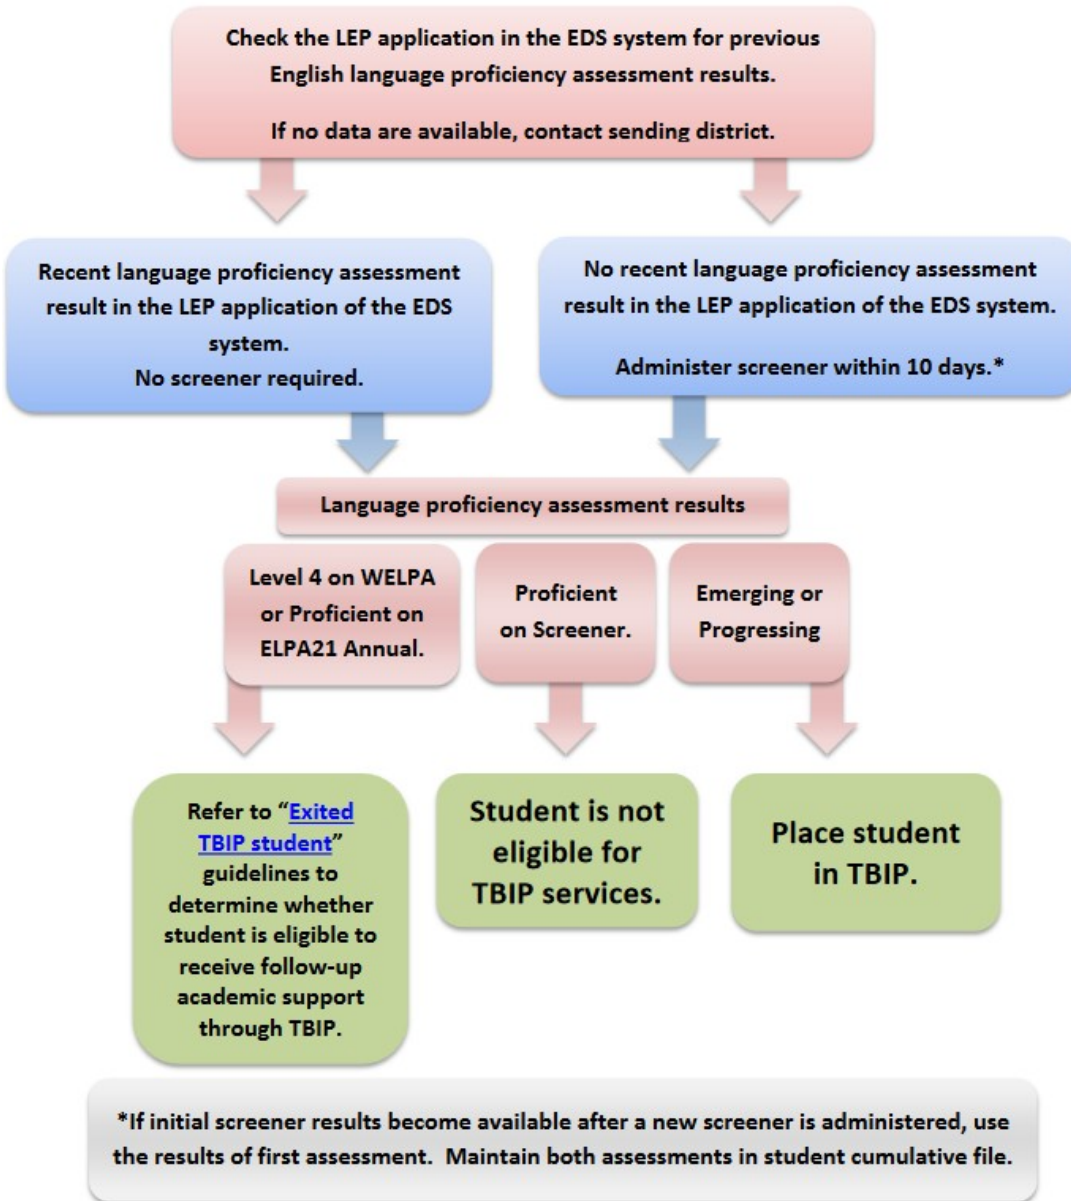 Check the LEP application in the EDS system for previous
English language proficiency assessment results.
If no data are available, contact sending district.
Recent language proficiency assessment
result in the LEP application of the EDS
system.
No screener required.
No recent language proficiency assessment
result in the LEP application of the EDS system.
Administer screener within 10 days.*
Language proficiency assessment results
Level 4 on WELPA
or Proficient on
ELPA21 Annual.
Proficient
on Screener.
Emerging or
Progressing
Refer to “Exited
TBIP student”
guidelines to
determine whether
student is eligible to
receive follow-up
academic support
through TBIP.
Student is not
eligible for
TBIP services.
Place student
in TBIP.
*If initial screener results become available after a new screener is administered, use
the results of first assessment.  Maintain both assessments in student cumulative file.